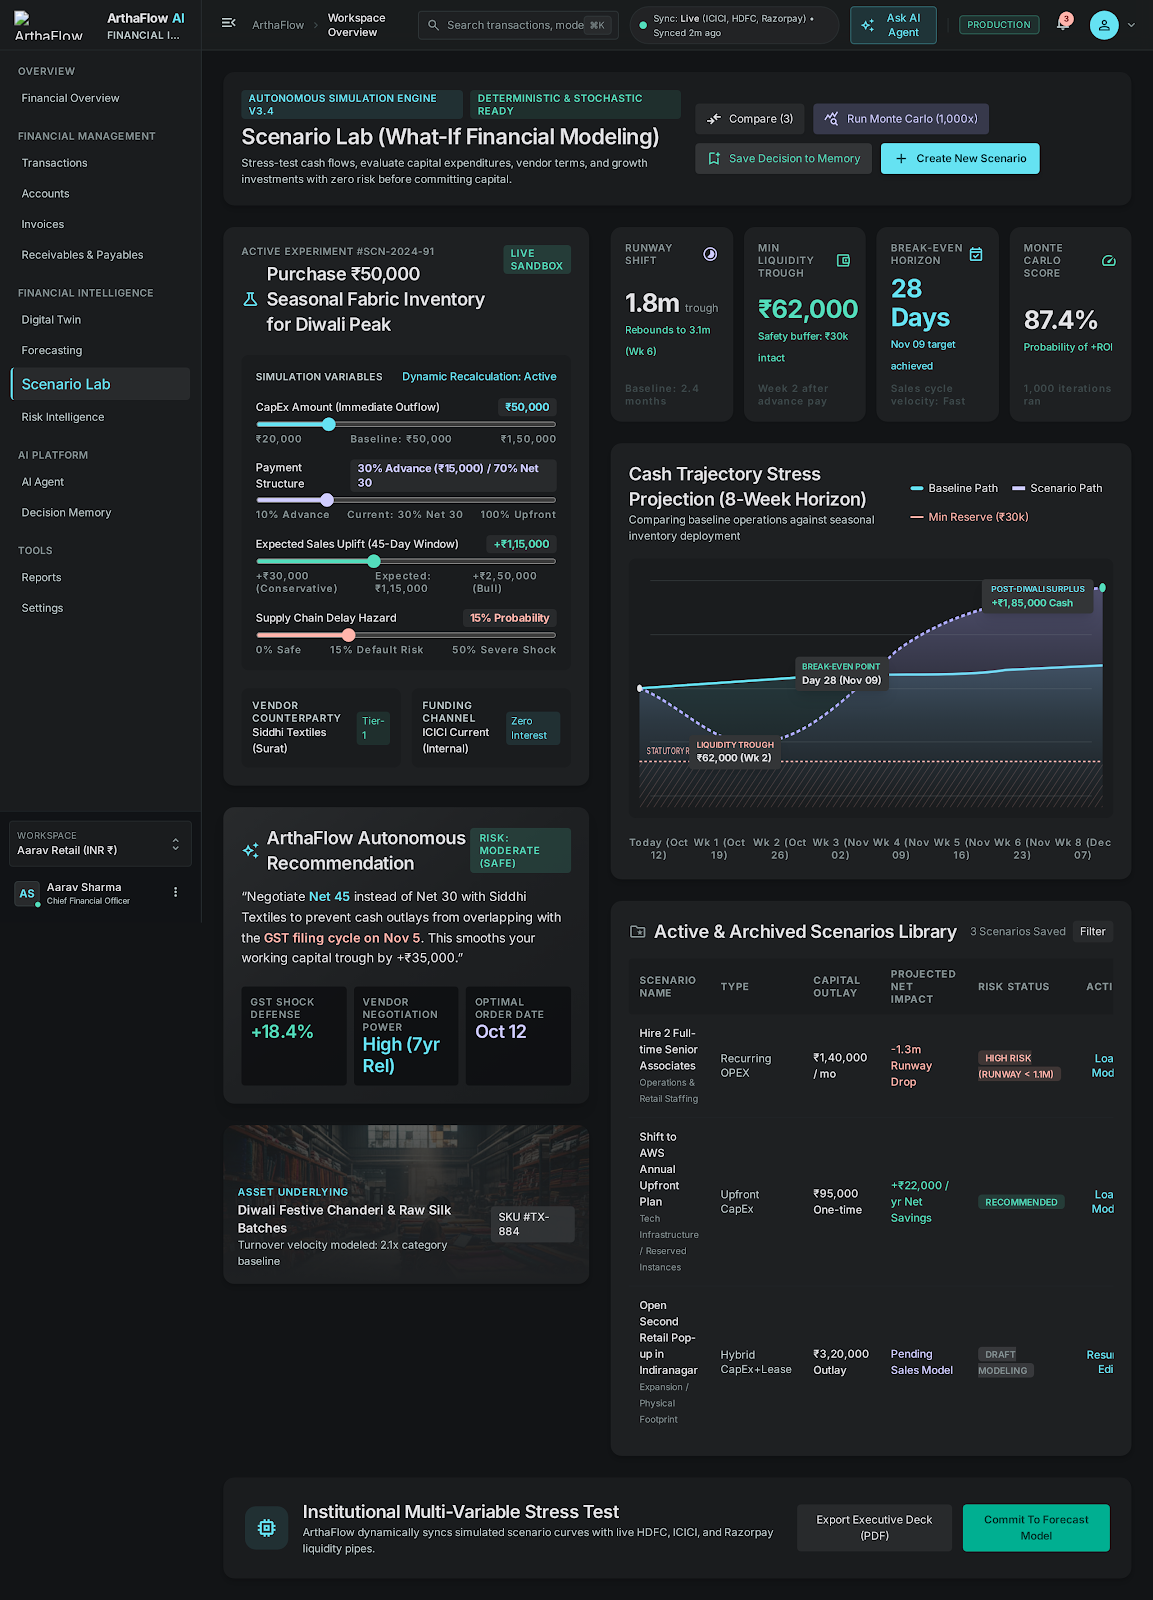 ArthaFlow
ArthaFlow AI
FINANCIAL I...
ArthaFlow
Workspace Overview
Search transactions, mode
⌘K
Sync: Live (ICICI, HDFC, Razorpay) •
Synced 2m ago
Ask AI
Agent
PRODUCTION
3
OVERVIEW
Financial Overview
FINANCIAL MANAGEMENT
Transactions
Accounts
Invoices
Receivables & Payables
FINANCIAL INTELLIGENCE
Digital Twin
Forecasting
Scenario Lab
Risk Intelligence
AI PLATFORM
AI Agent
Decision Memory
TOOLS
Reports
Settings
WORKSPACE
Aarav Retail (INR ₹)
AS
Aarav Sharma
Chief Financial Officer
AUTONOMOUS SIMULATION ENGINE
V3.4
DETERMINISTIC & STOCHASTIC
READY
Scenario Lab (What-If Financial Modeling)
Stress-test cash flows, evaluate capital expenditures, vendor terms, and growth
investments with zero risk before committing capital.
Compare (3)
Run Monte Carlo (1,000x)
Save Decision to Memory
Create New Scenario
ACTIVE EXPERIMENT #SCN-2024-91
Purchase ₹50,000
Seasonal Fabric Inventory
for Diwali Peak
LIVE
SANDBOX
SIMULATION VARIABLES
Dynamic Recalculation: Active
CapEx Amount (Immediate Outflow)
₹50,000
₹20,000
Baseline: ₹50,000
₹1,50,000
Payment
Structure
30% Advance (₹15,000) / 70% Net
30
10% Advance
Current: 30% Net 30
100% Upfront
Expected Sales Uplift (45-Day Window)
+₹1,15,000
+₹30,000
(Conservative)
Expected:
₹1,15,000
+₹2,50,000
(Bull)
Supply Chain Delay Hazard
15% Probability
0% Safe
15% Default Risk
50% Severe Shock
VENDOR
COUNTERPARTY
Siddhi Textiles
(Surat)
Tier-
1
FUNDING
CHANNEL
ICICI Current
(Internal)
Zero
Interest
RUNWAY
SHIFT
1.8m trough
Rebounds to 3.1m
(Wk 6)
Baseline: 2.4
months
MIN
LIQUIDITY
TROUGH
₹62,000
Safety buffer: ₹30k
intact
Week 2 after
advance pay
BREAK-EVEN
HORIZON
28
Days
Nov 09 target
achieved
Sales cycle
velocity: Fast
MONTE
CARLO
SCORE
87.4%
Probability of +ROI
1,000 iterations
ran
Cash Trajectory Stress
Projection (8-Week Horizon)
Comparing baseline operations against seasonal
inventory deployment
Baseline Path
Scenario Path
Min Reserve (₹30k)
POST-DIWALI SURPLUS
+₹1,85,000 Cash
BREAK-EVEN POINT
Day 28 (Nov 09)
STATUTORY R
LIQUIDITY TROUGH
₹62,000 (Wk 2)
Today (Oct
12)
Wk 1 (Oct
19)
Wk 2 (Oct
26)
Wk 3 (Nov
02)
Wk 4 (Nov
09)
Wk 5 (Nov
16)
Wk 6 (Nov
23)
Wk 8 (Dec
07)
ArthaFlow Autonomous
Recommendation
RISK:
MODERATE
(SAFE)
“Negotiate Net 45 instead of Net 30 with Siddhi
Textiles to prevent cash outlays from overlapping with
the GST filing cycle on Nov 5. This smooths your
working capital trough by +₹35,000.”
GST SHOCK
DEFENSE
+18.4%
VENDOR
NEGOTIATION
POWER
High (7yr
Rel)
OPTIMAL
ORDER DATE
Oct 12
ASSET UNDERLYING
Diwali Festive Chanderi & Raw Silk
Batches
Turnover velocity modeled: 2.1x category
baseline
SKU #TX-
884
Active & Archived Scenarios Library
3 Scenarios Saved
Filter
SCENARIO
NAME
TYPE
CAPITAL
OUTLAY
PROJECTED
NET
IMPACT
RISK STATUS
ACTI
Hire 2 Full-
time Senior
Associates
Operations &
Retail Staffing
Recurring
OPEX
₹1,40,000
/ mo
-1.3m
Runway
Drop
HIGH RISK
(RUNWAY < 1.1M)
Loa
Mod
Shift to
AWS
Annual
Upfront
Plan
Tech
Infrastructure
/ Reserved
Instances
Upfront
CapEx
₹95,000
One-time
+₹22,000 /
yr Net
Savings
RECOMMENDED
Loa
Mod
Open
Second
Retail Pop-
up in
Indiranagar
Expansion /
Physical
Footprint
Hybrid
CapEx+Lease
₹3,20,000
Outlay
Pending
Sales Model
DRAFT
MODELING
Resu
Edi
Institutional Multi-Variable Stress Test
ArthaFlow dynamically syncs simulated scenario curves with live HDFC, ICICI, and Razorpay
liquidity pipes.
Export Executive Deck
(PDF)
Commit To Forecast
Model